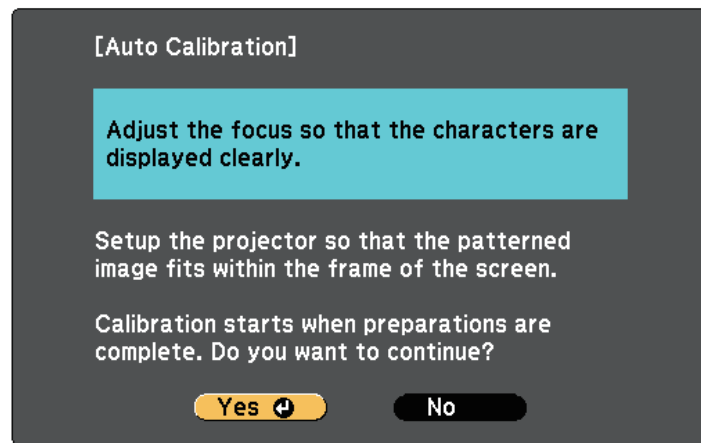 [Auto Calibration]
Adjust the focus so that the characters are
displayed clearly.
Setup the projector so that the patterned
image fits within the frame of the screen.
Calibration starts when preparations are
complete. Do you want to continue?
Yes No